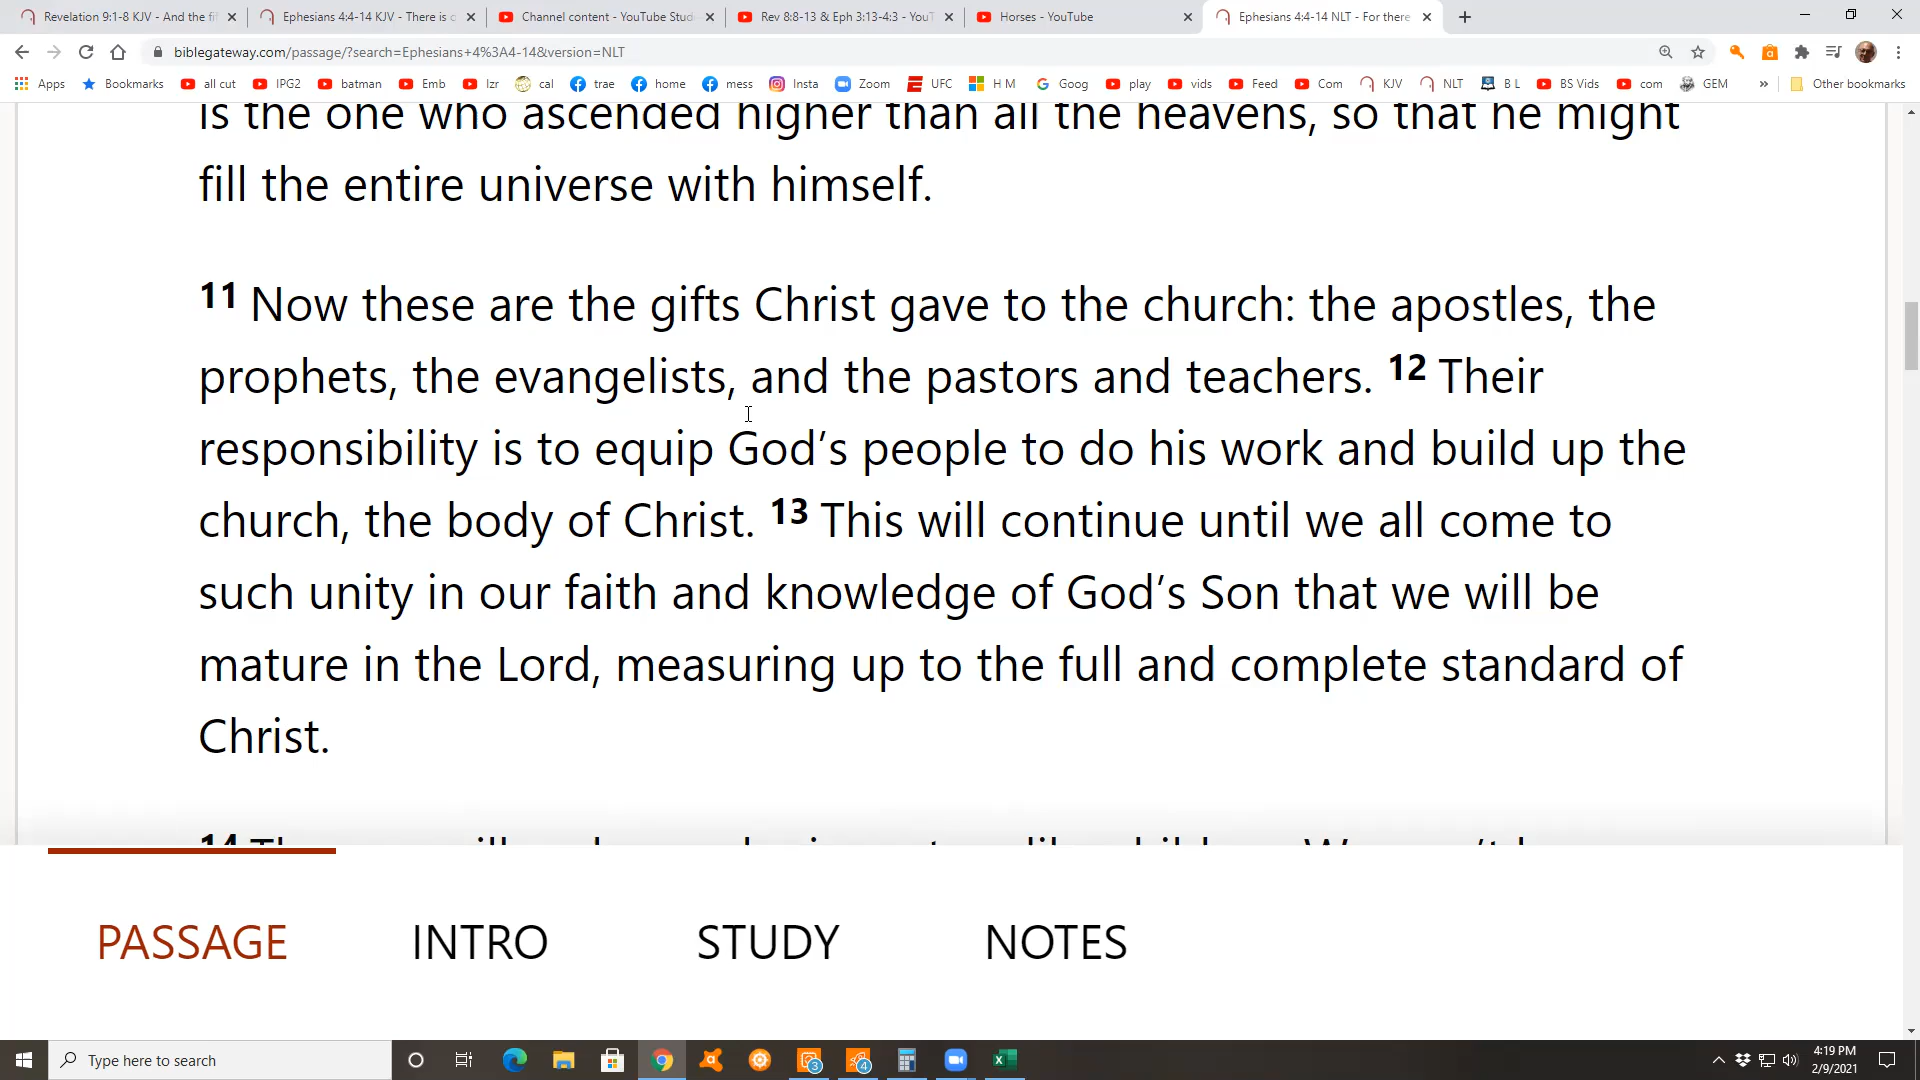 Revelation 9:1-8 KJV - And the fi
Ephesians 4:4-14 KJV - There is o
Channel content - YouTube Stud
Rev 8:8-13 & Eph 3:13-4:3 - YouT
Horses - YouTube
Ephesians 4:4-14 NLT - For there
biblegateway.com/passage/?search=Ephesians+4%3A4-14&version=NLT
Apps Bookmarks all cut IPG2 batman Emb Izr cal trae home mess Insta Zoom UFC H M Goog play vids Feed Com KJV NLT B L BS Vids com GEM » Other bookmarks
is the one who ascended higher than all the heavens, so that he might
fill the entire universe with himself.
11 Now these are the gifts Christ gave to the church: the apostles, the
prophets, the evangelists, and the pastors and teachers. 12 Their
responsibility is to equip God’s people to do his work and build up the
church, the body of Christ. 13 This will continue until we all come to
such unity in our faith and knowledge of God’s Son that we will be
mature in the Lord, measuring up to the full and complete standard of
Christ.
14
PASSAGE INTRO STUDY NOTES
Type here to search
3
4
4:19 PM
2/9/2021